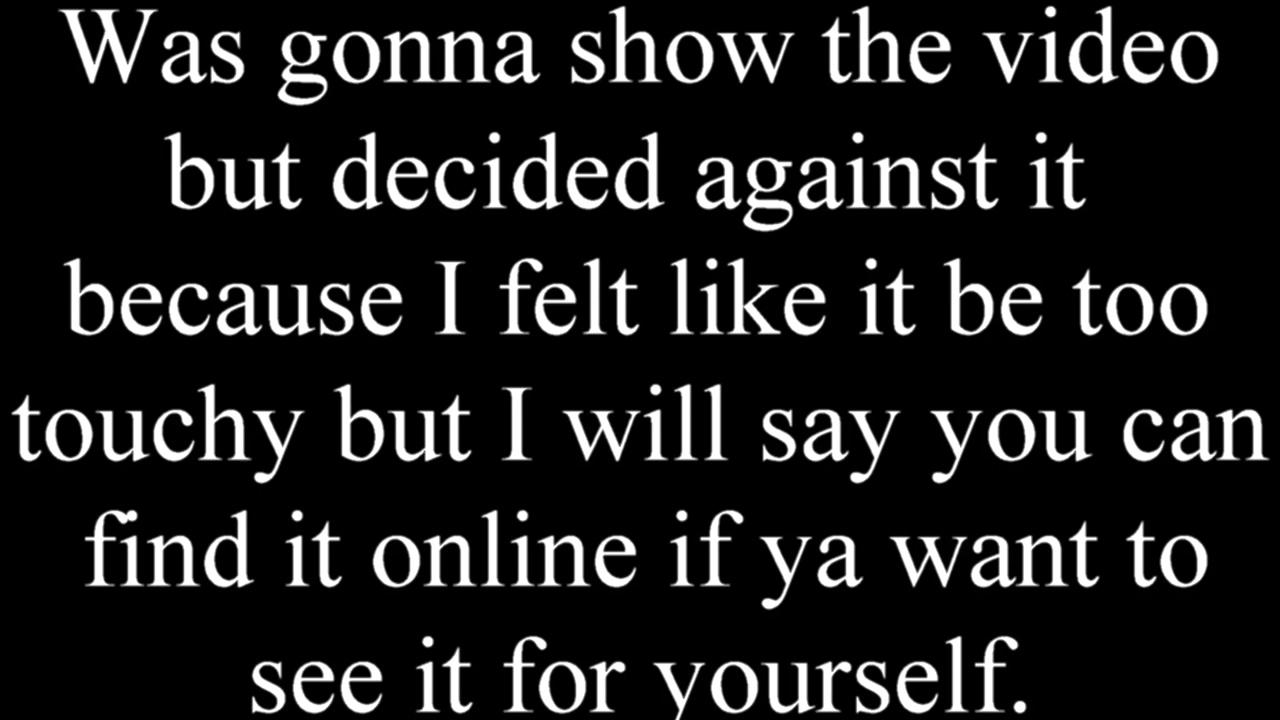 Was gonna show the video
but decided against it
because I felt like it be too
touchy but I will say you can
find it online if ya want to
see it for yourself.